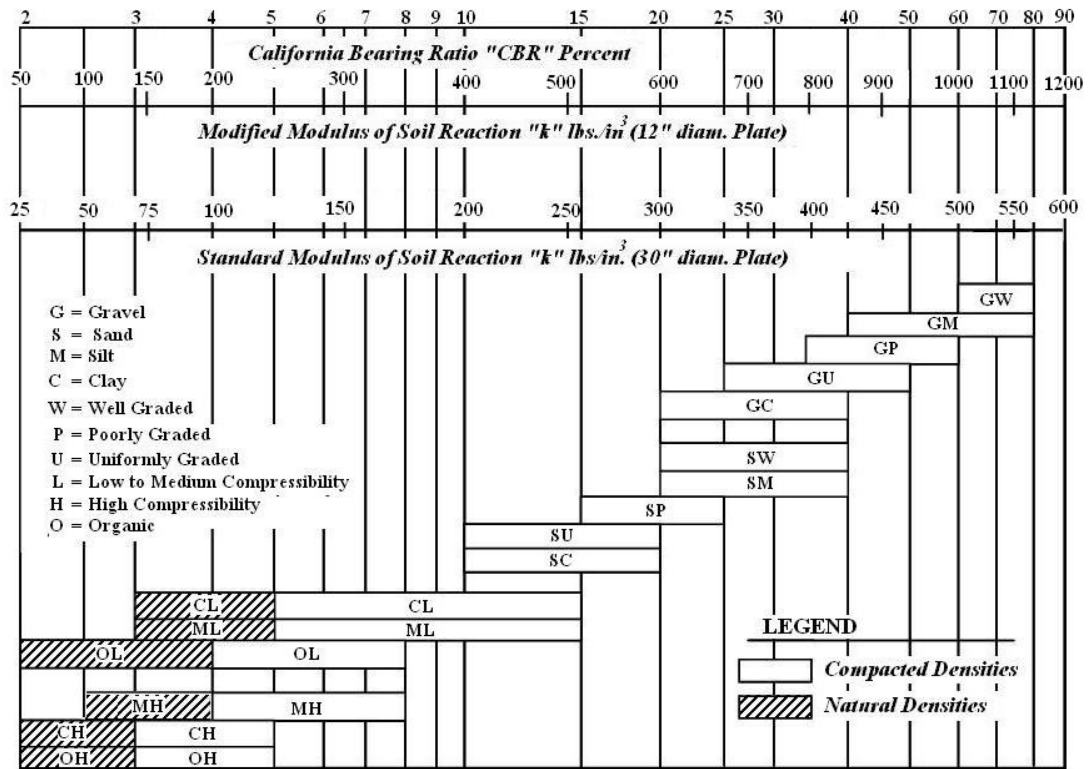 2 3 4 5 6 7 8 9 10 15 20 25 30 40 50 60 70 80 90
California Bearing Ratio "CBR" Percent
50 100 150 200 300 400 500 600 700 800 900 1000 1100 1200
Modified Modulus of Soil Reaction "k" lbs./in³ (12" diam. Plate)
25 50 75 100 150 200 250 300 350 400 450 500 550 600
Standard Modulus of Soil Reaction "k" lbs/in.³ (30" diam. Plate)
G = Gravel
S = Sand
M = Silt
C = Clay
W = Well Graded
P = Poorly Graded
U = Uniformly Graded
L = Low to Medium Compressibility
H = High Compressibility
O = Organic
GW
GM
GP
GU
GC
SW
SM
SP
SU
SC
CL CL
ML ML
OL OL
MH MH
CH CH
OH OH
LEGEND
Compacted Densities
Natural Densities